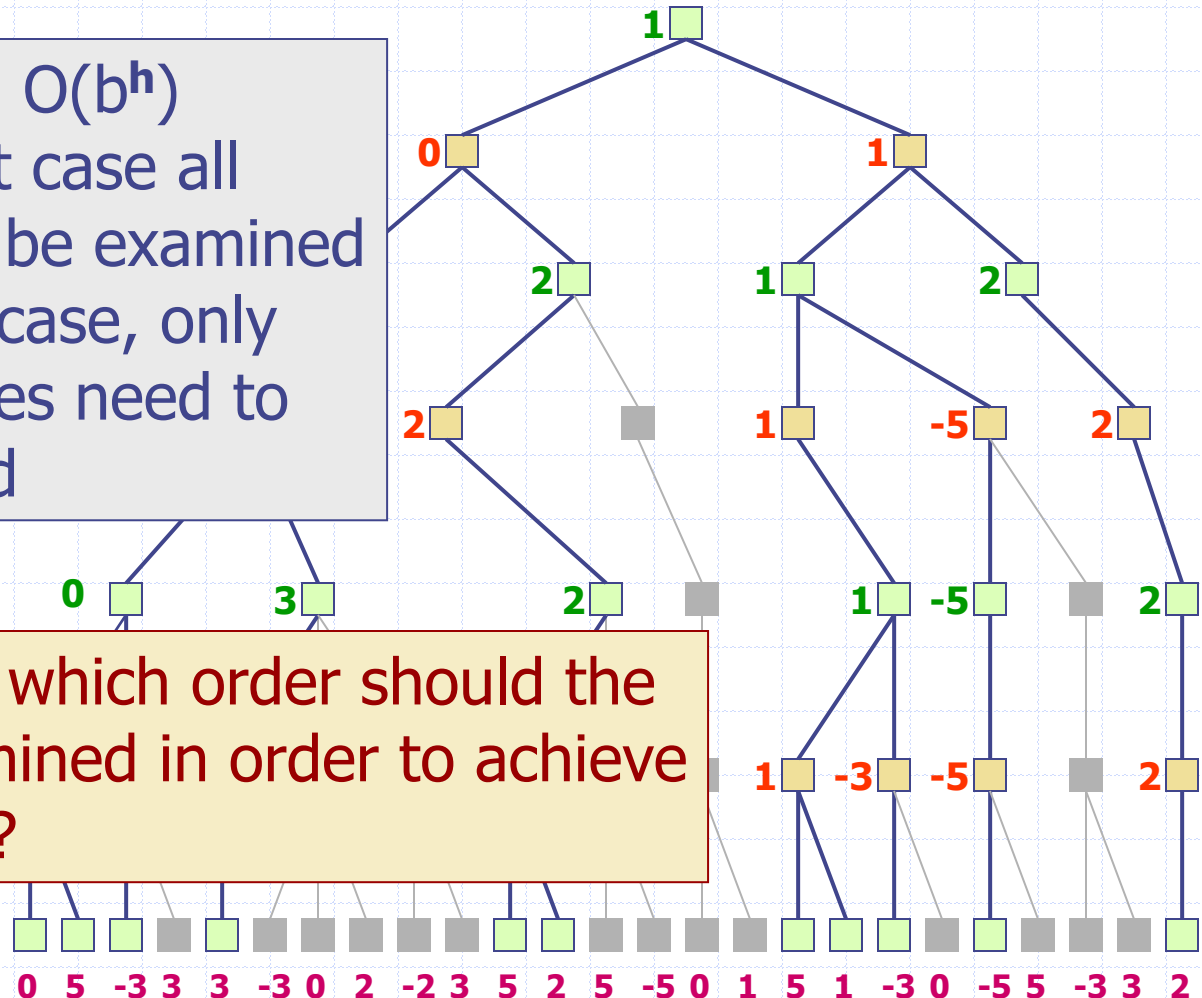 1
O(bh)
t case all
be examined
case, only
es need to
d
0 1
2 1 2
2 1 -5 2
0 3 2 1 -5 2
which order should the
nined in order to achieve
?
1 -3 -5 2
0 5 -3 3 3 -3 0 2 -2 3 5 2 5 -5 0 1 5 1 -3 0 -5 5 -3 3 2